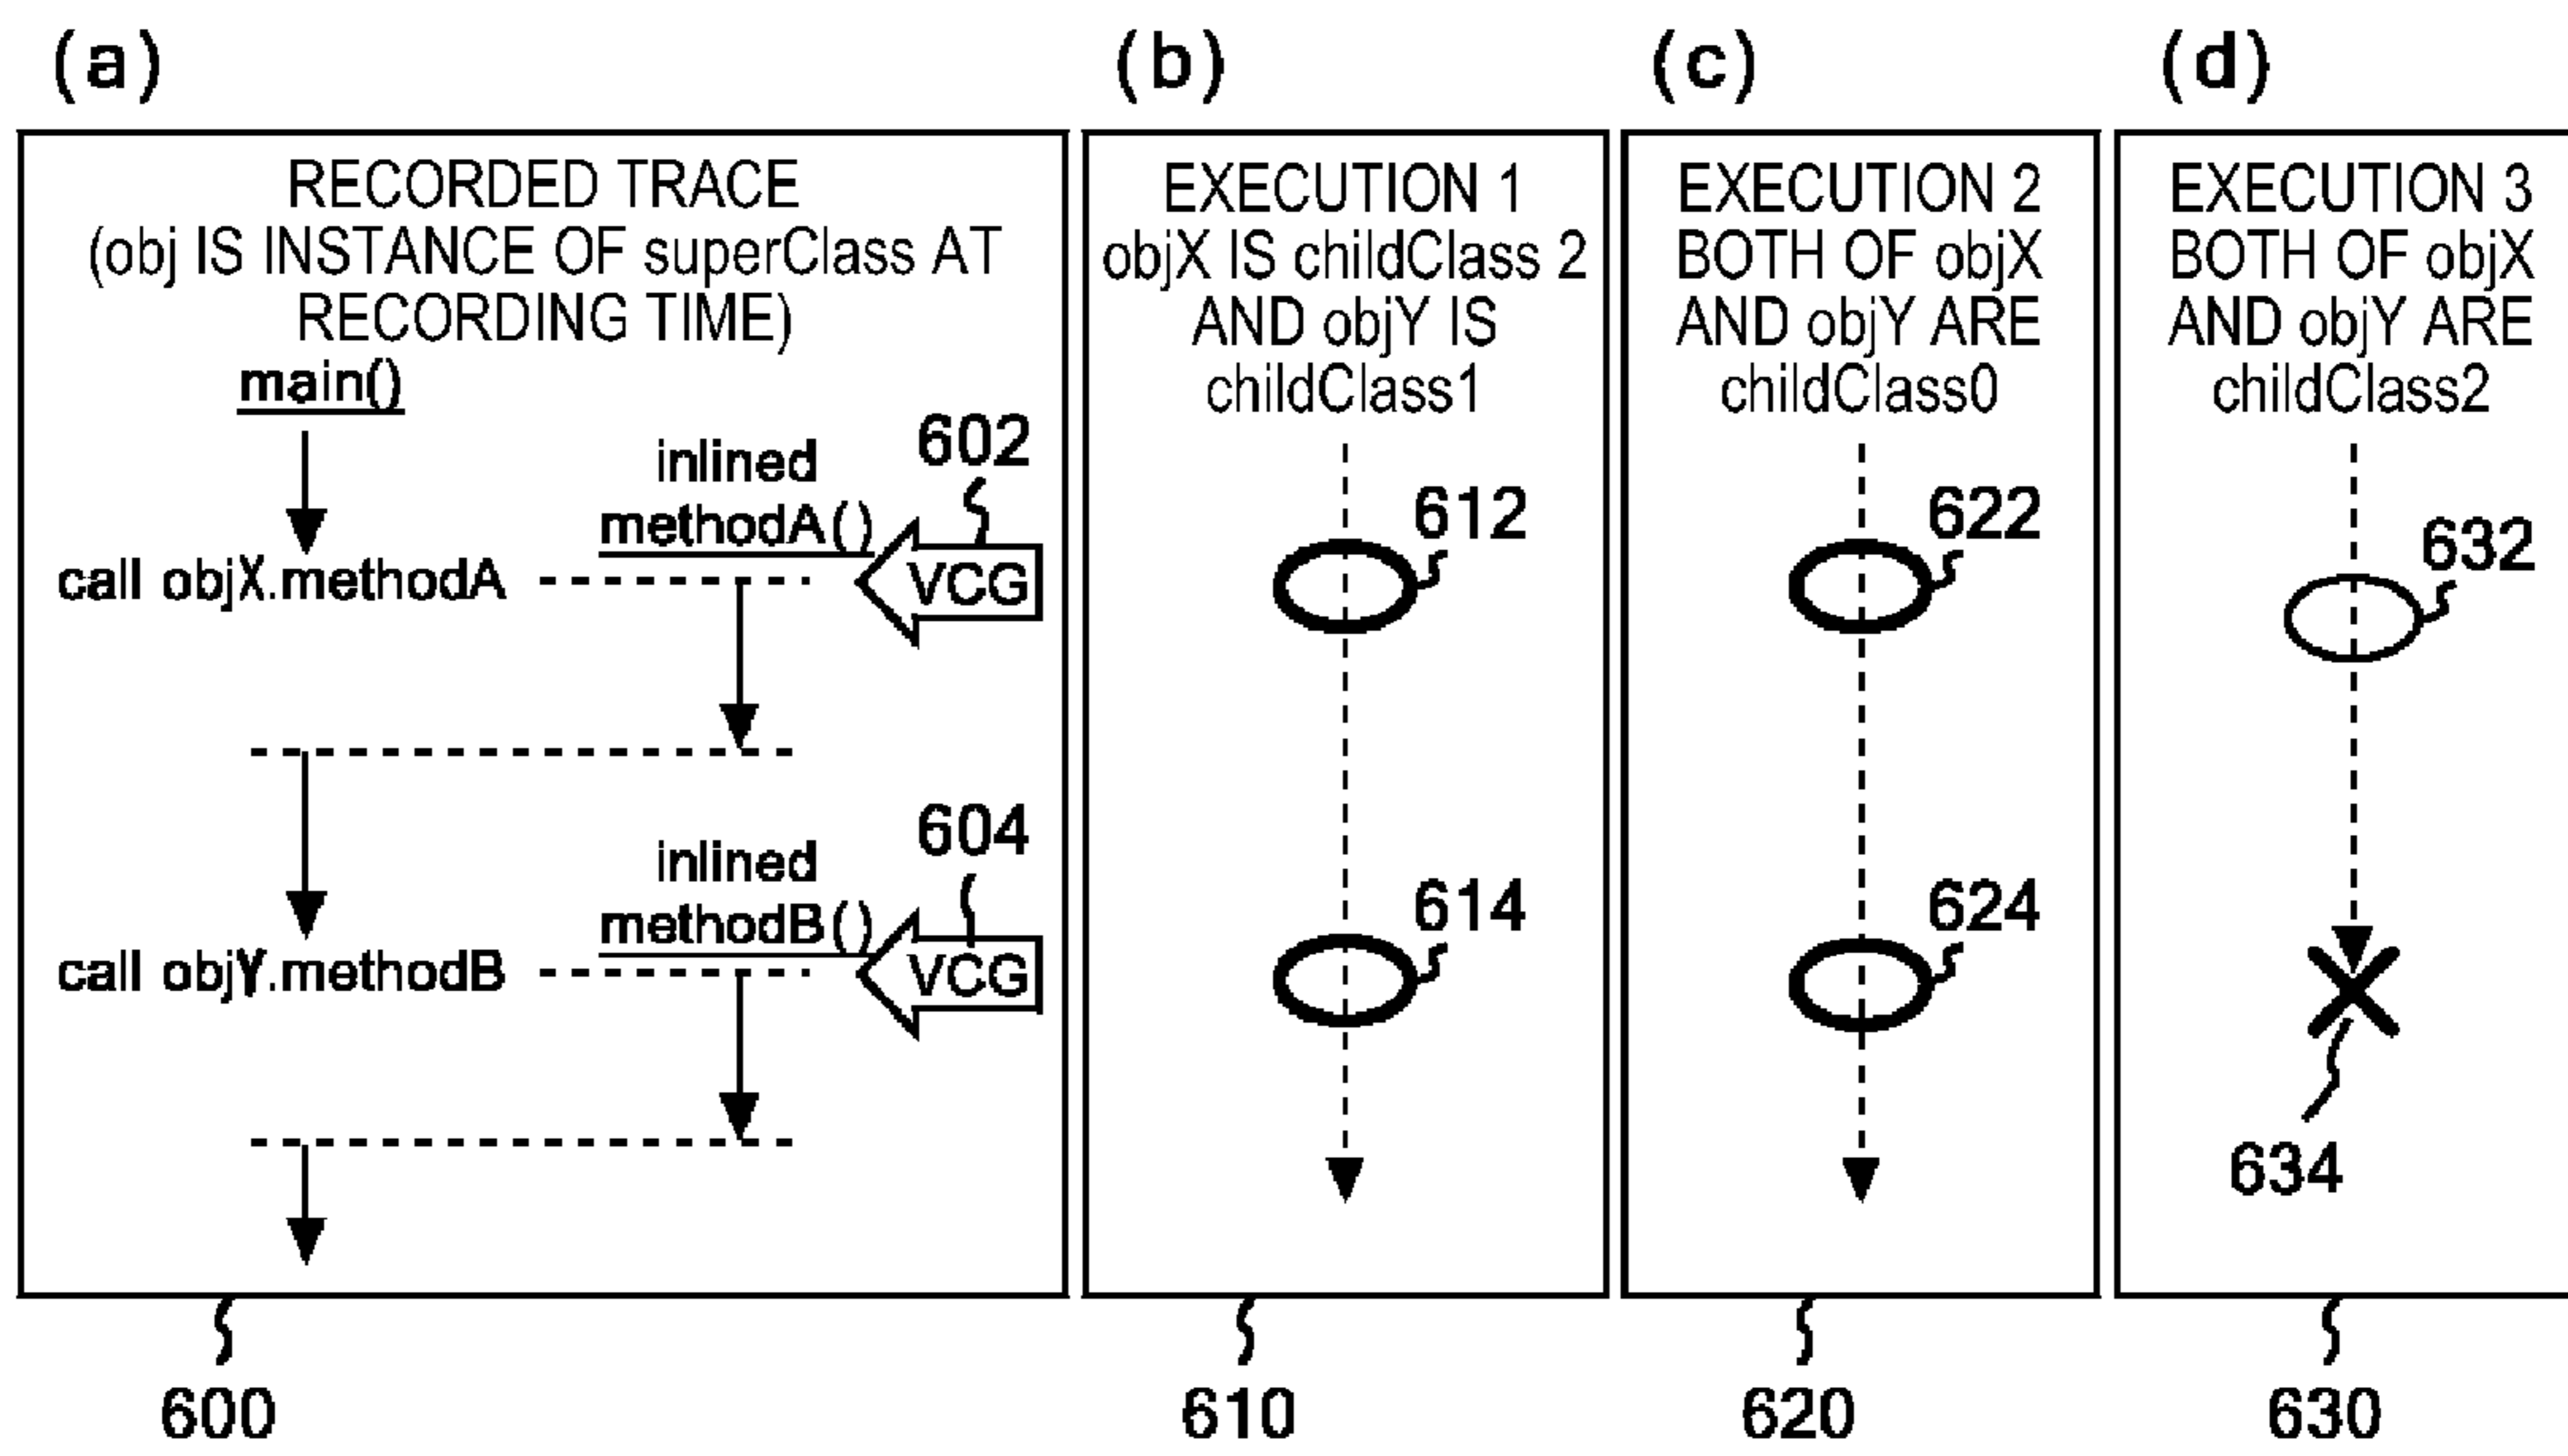 (a)
RECORDED TRACE
(obj IS INSTANCE OF superClass AT
RECORDING TIME)
main()
inlined
methodA()
602
VCG
call objX.methodA
inlined
methodB()
604
VCG
call objY.methodB
600
(b)
EXECUTION 1
objX IS childClass 2
AND objY IS
childClass1
612
614
610
(c)
EXECUTION 2
BOTH OF objX
AND objY ARE
childClass0
622
624
620
(d)
EXECUTION 3
BOTH OF objX
AND objY ARE
childClass2
632
634
630